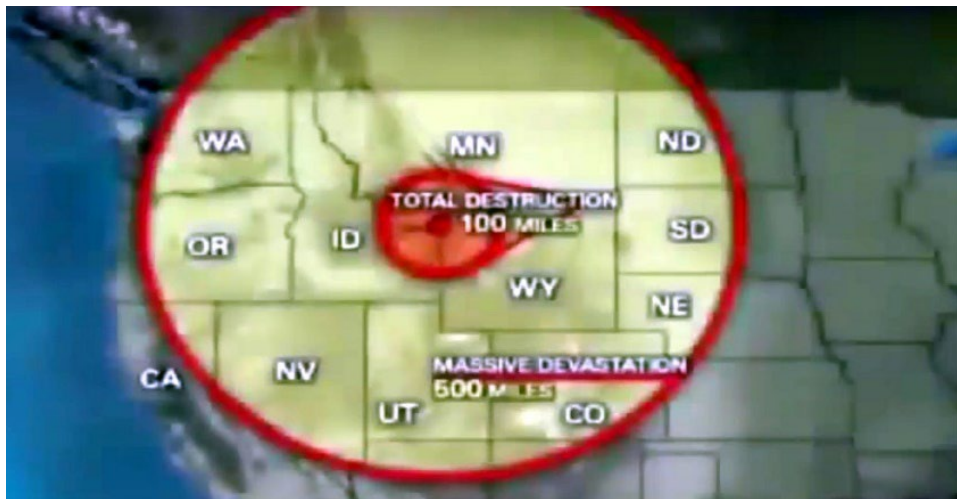 WA
MN
ND
TOTAL DESTRUCTION
100 MILES
OR
ID
SD
WY
NE
MASSIVE DEVASTATION
500 MILES
CA
NV
UT
CO